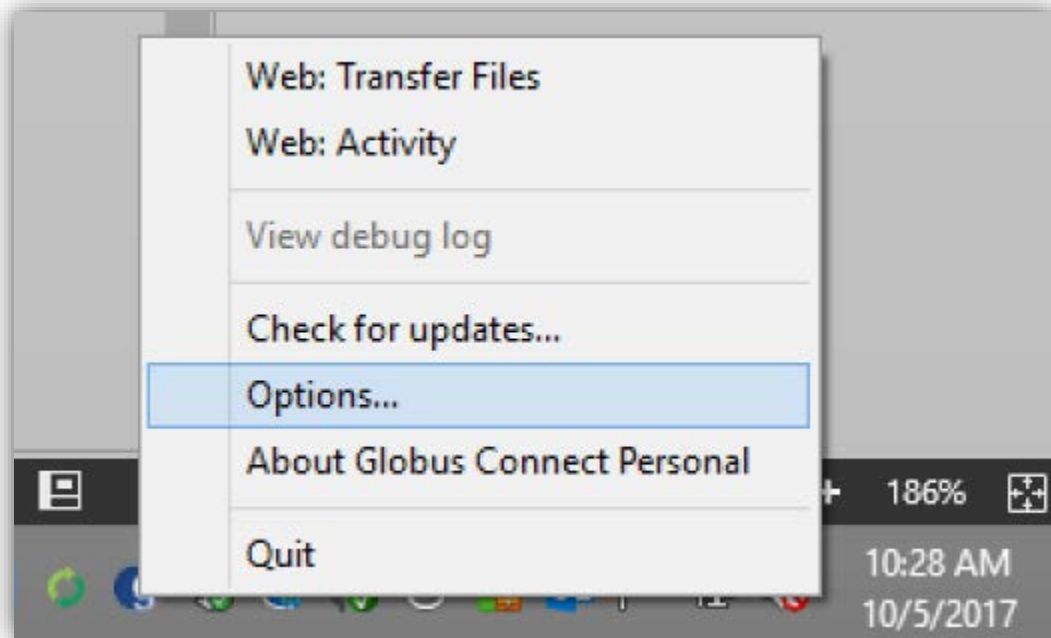 Web: Transfer Files
Web: Activity
View debug log
Check for updates...
Options...
About Globus Connect Personal
Quit
186%
10:28 AM
10/5/2017